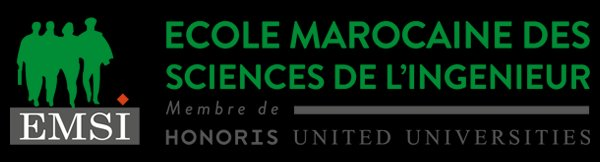 ECOLE MAROCAINE DES
SCIENCES DE L'INGENIEUR
Membre de
HONORIS UNITED UNIVERSITIES
EMSI